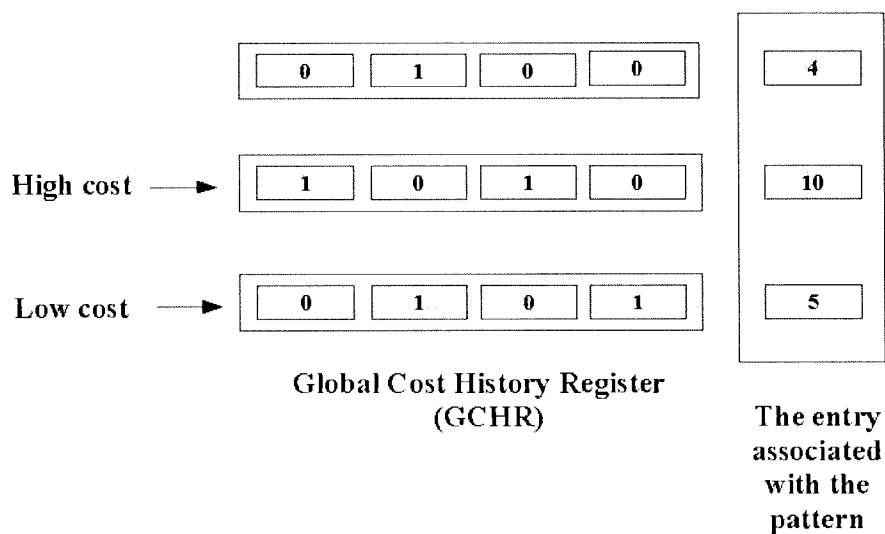 0 1 0 0 4
High cost 1 0 1 0 10
Low cost 0 1 0 1 5
Global Cost History Register
(GCHR)
The entry
associated
with the
pattern